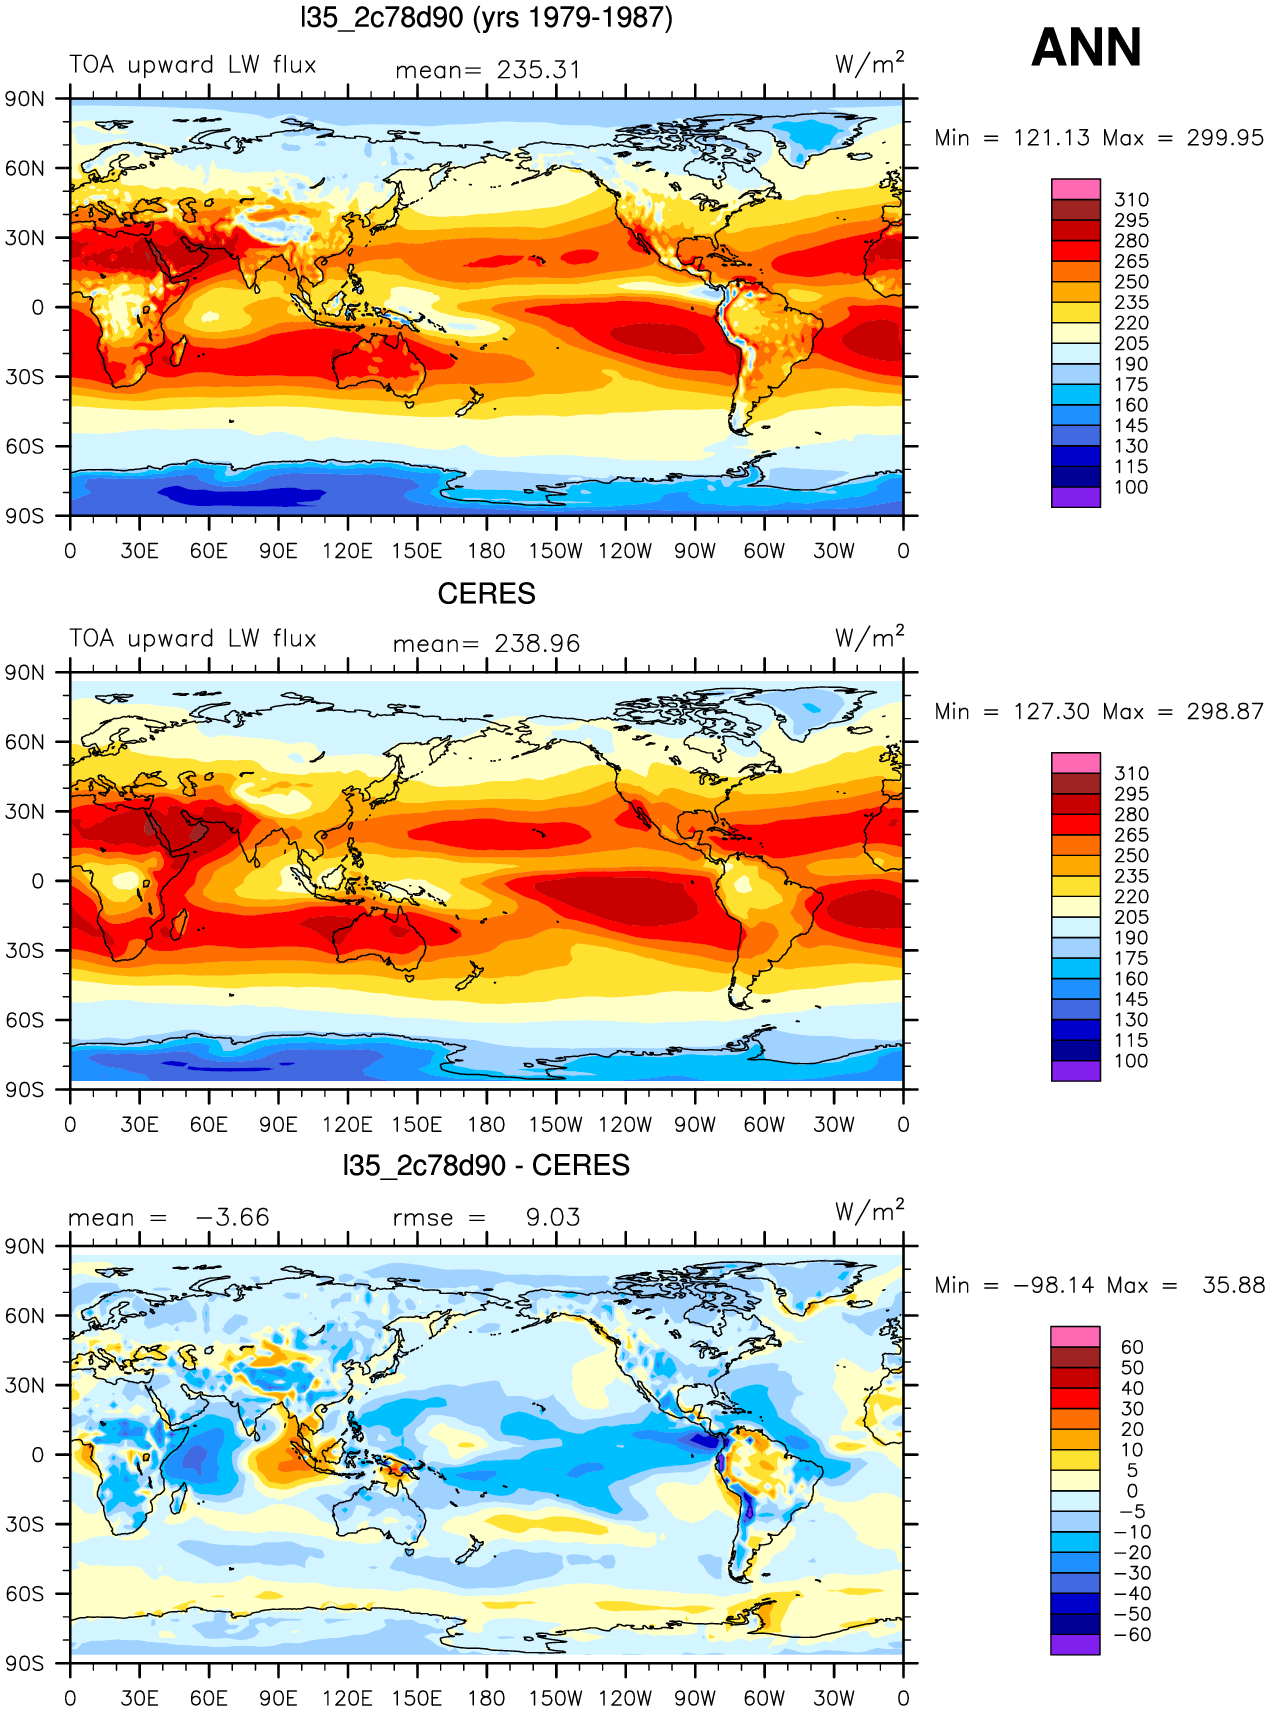 l35_2c78d90 (yrs 1979-1987)
ANN
TOA upward LW flux mean= 235.31 W/m²
Min = 121.13 Max = 299.95
90N
60N
30N
0
30S
60S
90S
0 30E 60E 90E 120E 150E 180 150W 120W 90W 60W 30W 0
310
295
280
265
250
235
220
205
190
175
160
145
130
115
100
CERES
TOA upward LW flux mean= 238.96 W/m²
Min = 127.30 Max = 298.87
90N
60N
30N
0
30S
60S
90S
0 30E 60E 90E 120E 150E 180 150W 120W 90W 60W 30W 0
310
295
280
265
250
235
220
205
190
175
160
145
130
115
100
l35_2c78d90 - CERES
mean = −3.66 rmse = 9.03 W/m²
Min = −98.14 Max = 35.88
90N
60N
30N
0
30S
60S
90S
0 30E 60E 90E 120E 150E 180 150W 120W 90W 60W 30W 0
60
50
40
30
20
10
5
0
−5
−10
−20
−30
−40
−50
−60